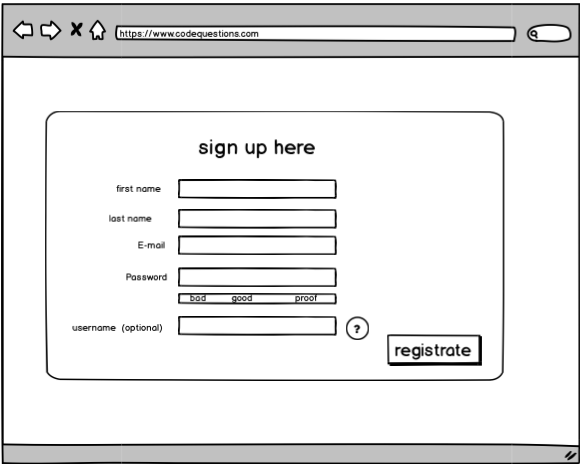 https://www.codequestions.com
sign up here
first name
last name
E-mail
Password
bad good proof
username (optional)
?
registrate